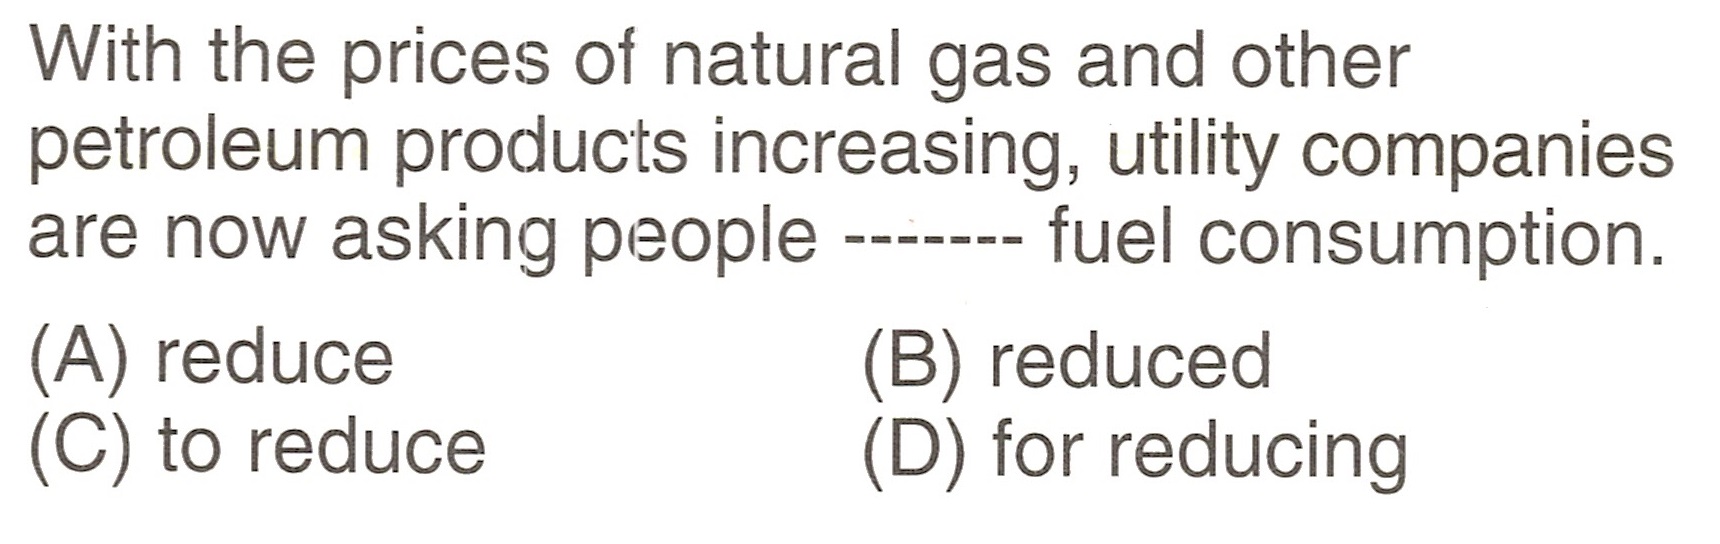 With the prices of natural gas and other
petroleum products increasing, utility companies
are now asking people ------- fuel consumption.
(A) reduce (B) reduced
(C) to reduce (D) for reducing